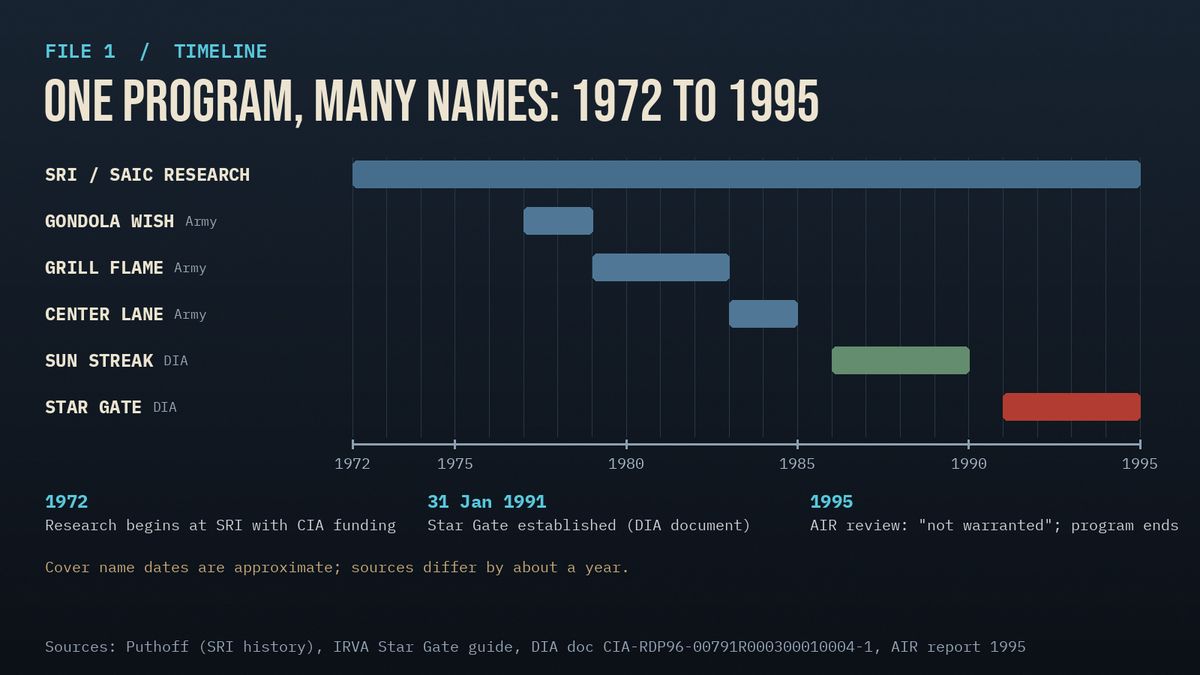 FILE 1 / TIMELINE
ONE PROGRAM, MANY NAMES: 1972 TO 1995
SRI / SAIC RESEARCH
GONDOLA WISH Army
GRILL FLAME Army
CENTER LANE Army
SUN STREAK DIA
STAR GATE DIA
1972 1975 1980 1985 1990 1995
1972
Research begins at SRI with CIA funding
31 Jan 1991
Star Gate established (DIA document)
1995
AIR review: "not warranted"; program ends
Cover name dates are approximate; sources differ by about a year.
Sources: Puthoff (SRI history), IRVA Star Gate guide, DIA doc CIA-RDP96-00791R000300010004-1, AIR report 1995